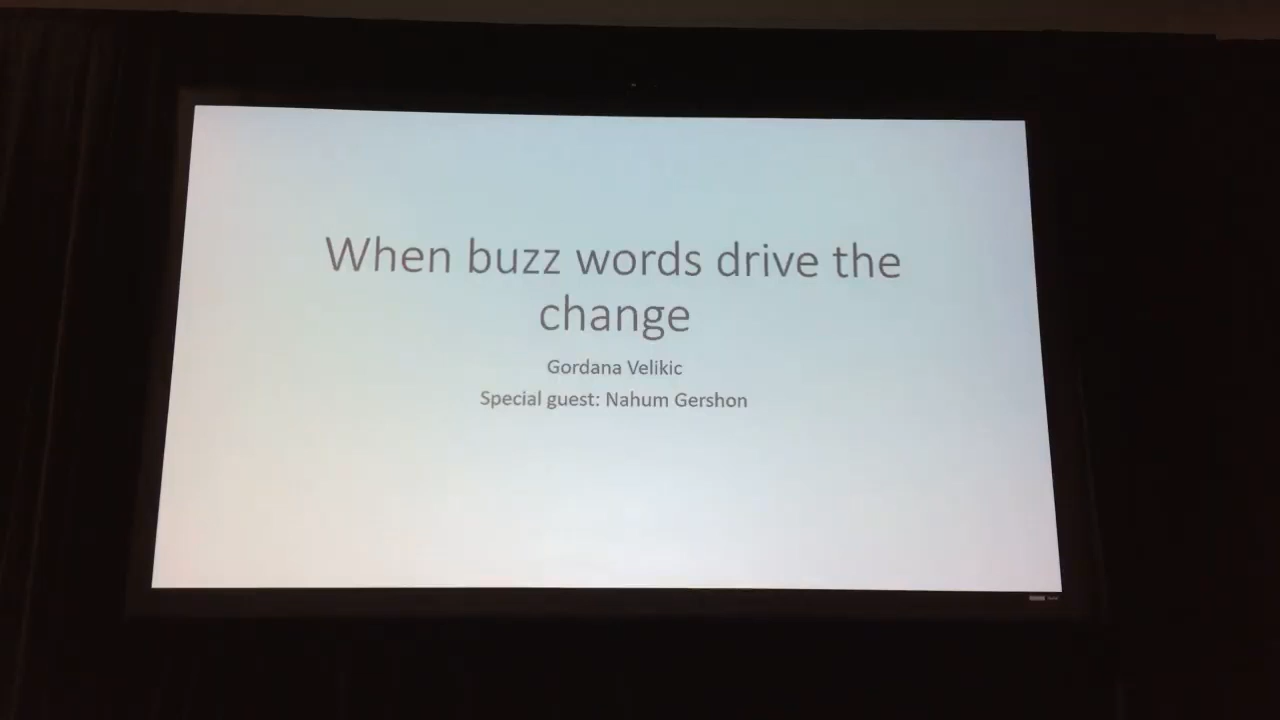 When buzz words drive the
change
Gordana Velikic
Special guest: Nahum Gershon